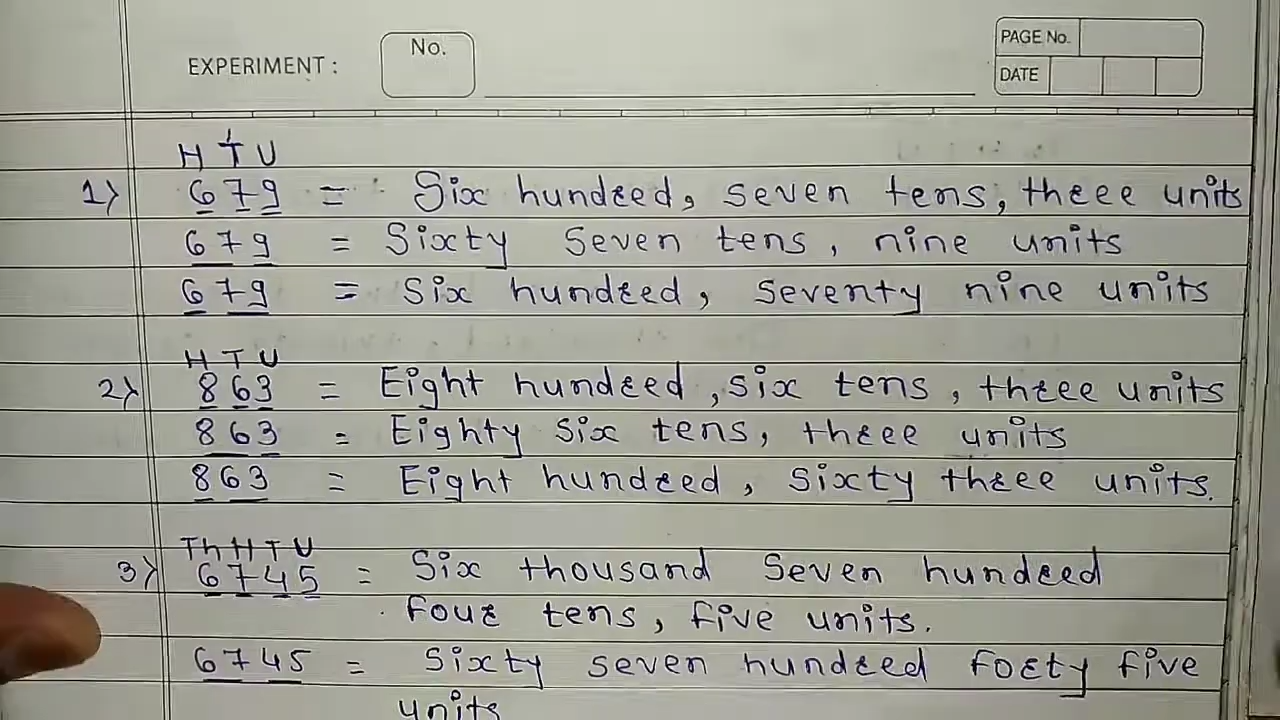 EXPERIMENT :
No.
PAGE No.
DATE
H T U
1) 679 = Six hundred, seven tens, three units
679 = Sixty Seven tens, nine units
679 = Six hundred, seventy nine units
H T U
2) 863 = Eight hundred, six tens, three units
863 = Eighty six tens, three units
863 = Eight hundred, sixty three units.
Th H T U
3) 6745 = Six thousand Seven hundred
four tens, five units.
6745 = Sixty seven hundred forty five
units